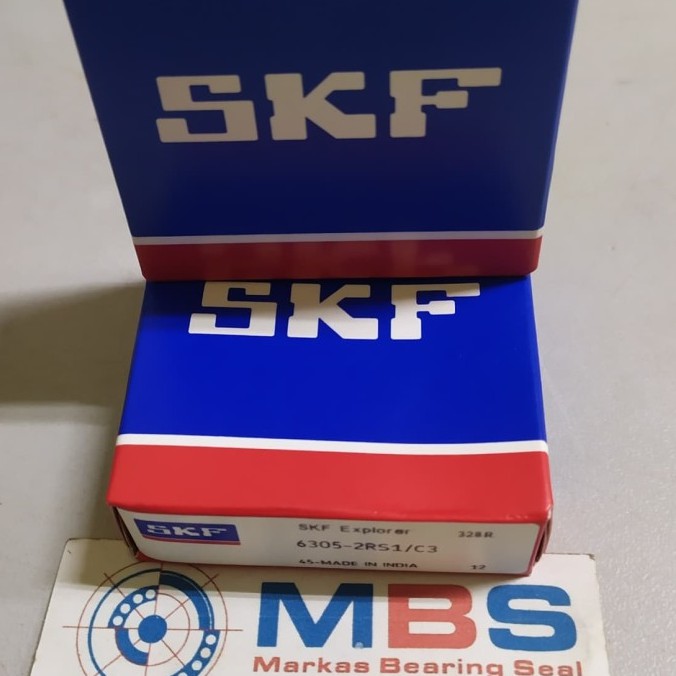 SKF
SKF
SKF
SKF Explorer
328R
6305-2RS1/C3
45-MADE IN INDIA
12
MBS
Markas Bearing Seal